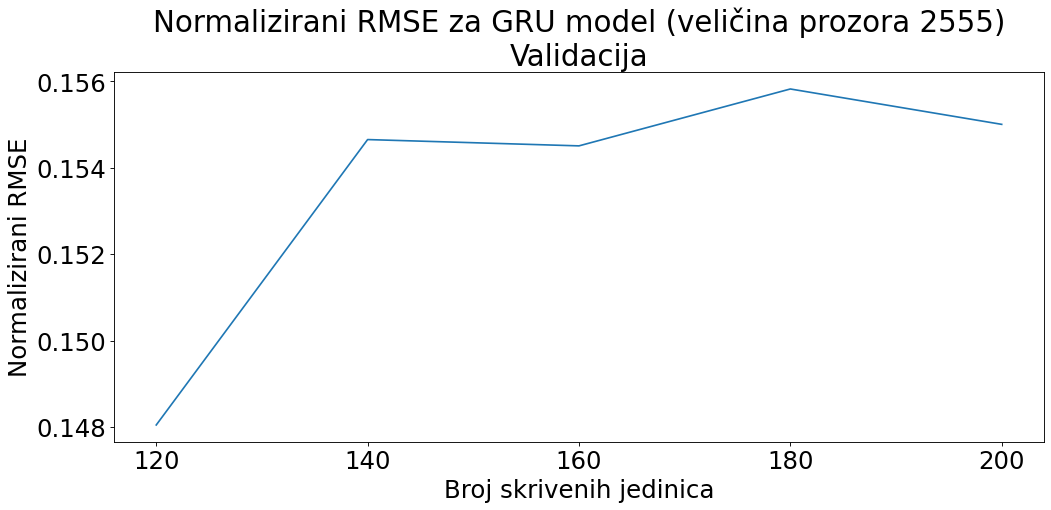 Normalizirani RMSE za GRU model (veličina prozora 2555)
Validacija
0.156
0.154
0.152
0.150
0.148
Normalizirani RMSE
120 140 160 180 200
Broj skrivenih jedinica